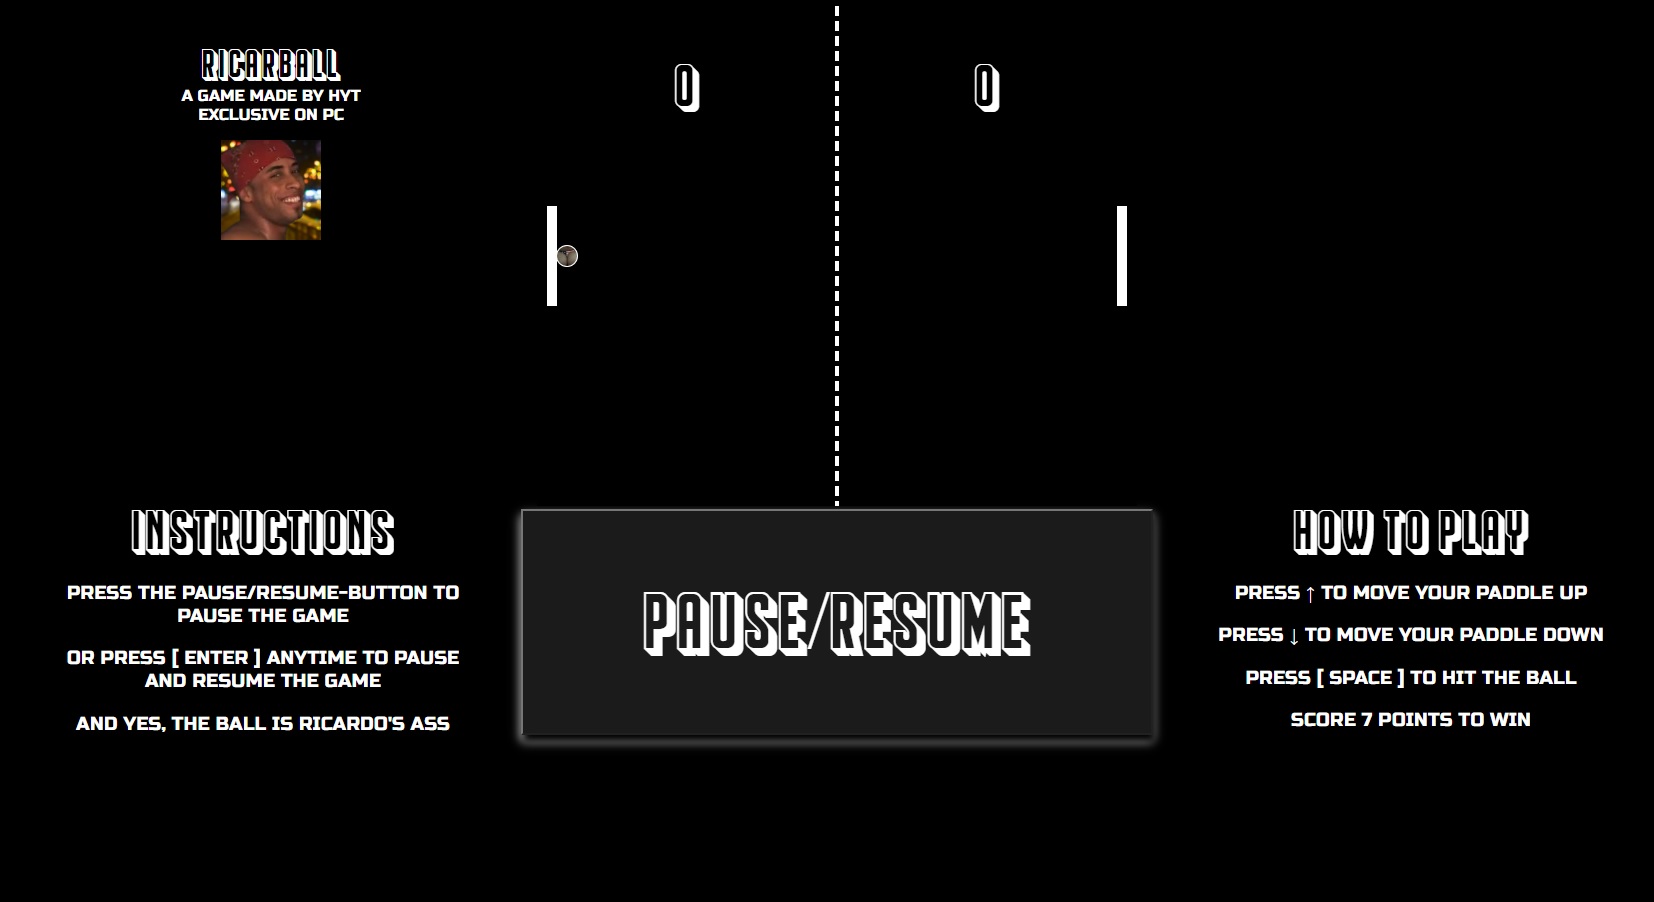 RICARBALL
A GAME MADE BY HYT
EXCLUSIVE ON PC
0
0
INSTRUCTIONS
PRESS THE PAUSE/RESUME-BUTTON TO
PAUSE THE GAME
OR PRESS [ ENTER ] ANYTIME TO PAUSE
AND RESUME THE GAME
AND YES, THE BALL IS RICARDO'S ASS
PAUSE/RESUME
HOW TO PLAY
PRESS ↑ TO MOVE YOUR PADDLE UP
PRESS ↓ TO MOVE YOUR PADDLE DOWN
PRESS [ SPACE ] TO HIT THE BALL
SCORE 7 POINTS TO WIN